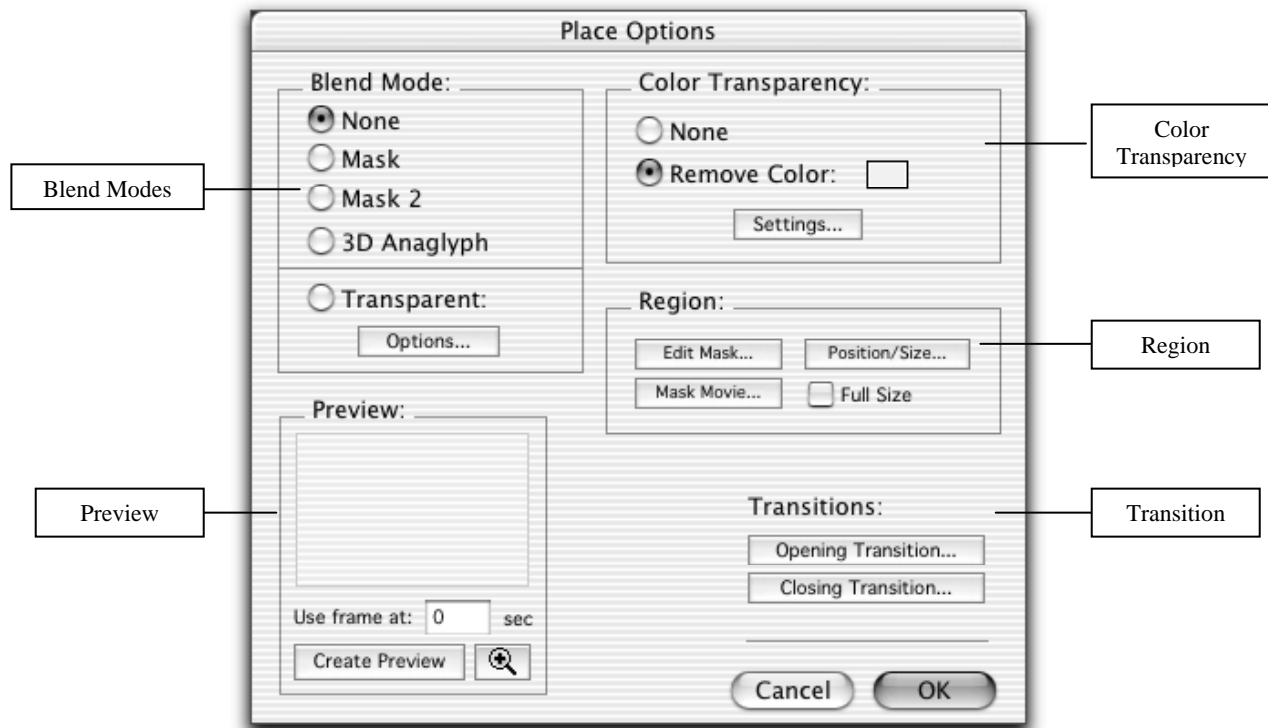 Place Options
Blend Mode:
None
Mask
Mask 2
3D Anaglyph
Transparent:
Options...
Color Transparency:
None
Remove Color:
Settings...
Region:
Edit Mask...
Position/Size...
Mask Movie...
Full Size
Preview:
Use frame at: 0 sec
Create Preview
Transitions:
Opening Transition...
Closing Transition...
Cancel
OK
Blend Modes
Preview
Color
Transparency
Region
Transition